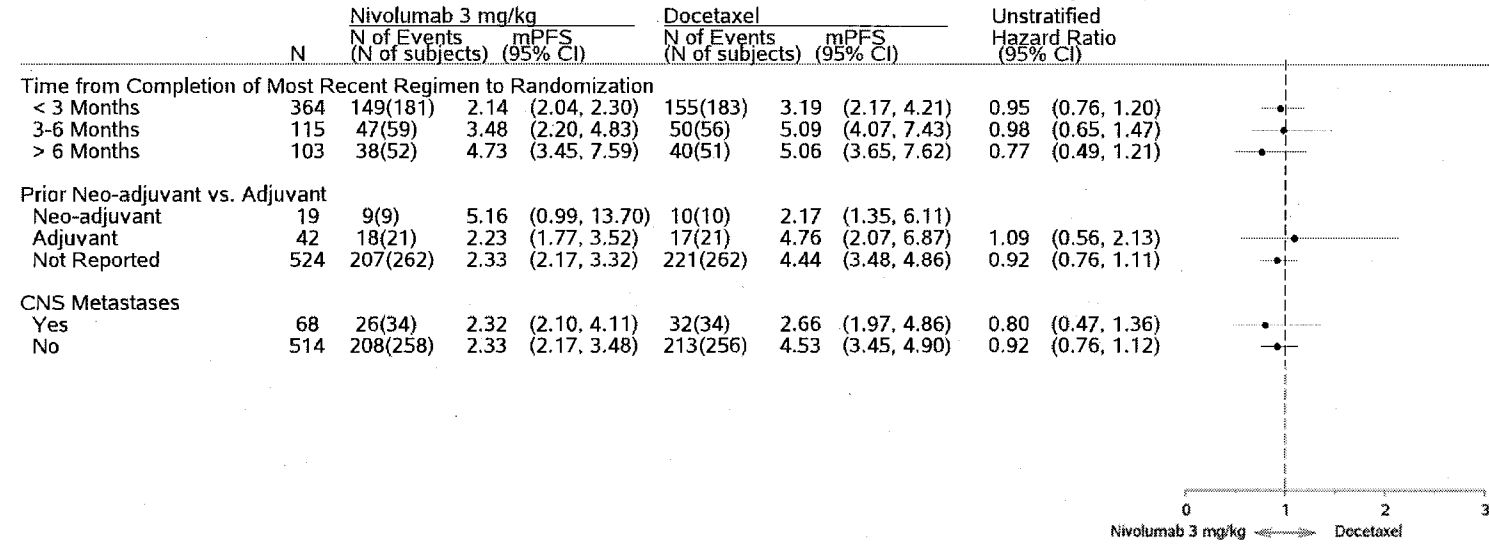 Nivolumab 3 mg/kg Docetaxel Unstratified
N of Events mPFS N of Events mPFS Hazard Ratio
N (N of subjects) (95% CI) (N of subjects) (95% CI) (95% CI)
Time from Completion of Most Recent Regimen to Randomization
< 3 Months 364 149(181) 2.14 (2.04, 2.30) 155(183) 3.19 (2.17, 4.21) 0.95 (0.76, 1.20)
3-6 Months 115 47(59) 3.48 (2.20, 4.83) 50(56) 5.09 (4.07, 7.43) 0.98 (0.65, 1.47)
> 6 Months 103 38(52) 4.73 (3.45, 7.59) 40(51) 5.06 (3.65, 7.62) 0.77 (0.49, 1.21)
Prior Neo-adjuvant vs. Adjuvant
Neo-adjuvant 19 9(9) 5.16 (0.99, 13.70) 10(10) 2.17 (1.35, 6.11)
Adjuvant 42 18(21) 2.23 (1.77, 3.52) 17(21) 4.76 (2.07, 6.87) 1.09 (0.56, 2.13)
Not Reported 524 207(262) 2.33 (2.17, 3.32) 221(262) 4.44 (3.48, 4.86) 0.92 (0.76, 1.11)
CNS Metastases
Yes 68 26(34) 2.32 (2.10, 4.11) 32(34) 2.66 (1.97, 4.86) 0.80 (0.47, 1.36)
No 514 208(258) 2.33 (2.17, 3.48) 213(256) 4.53 (3.45, 4.90) 0.92 (0.76, 1.12)
0 1 2 3
Nivolumab 3 mg/kg Docetaxel